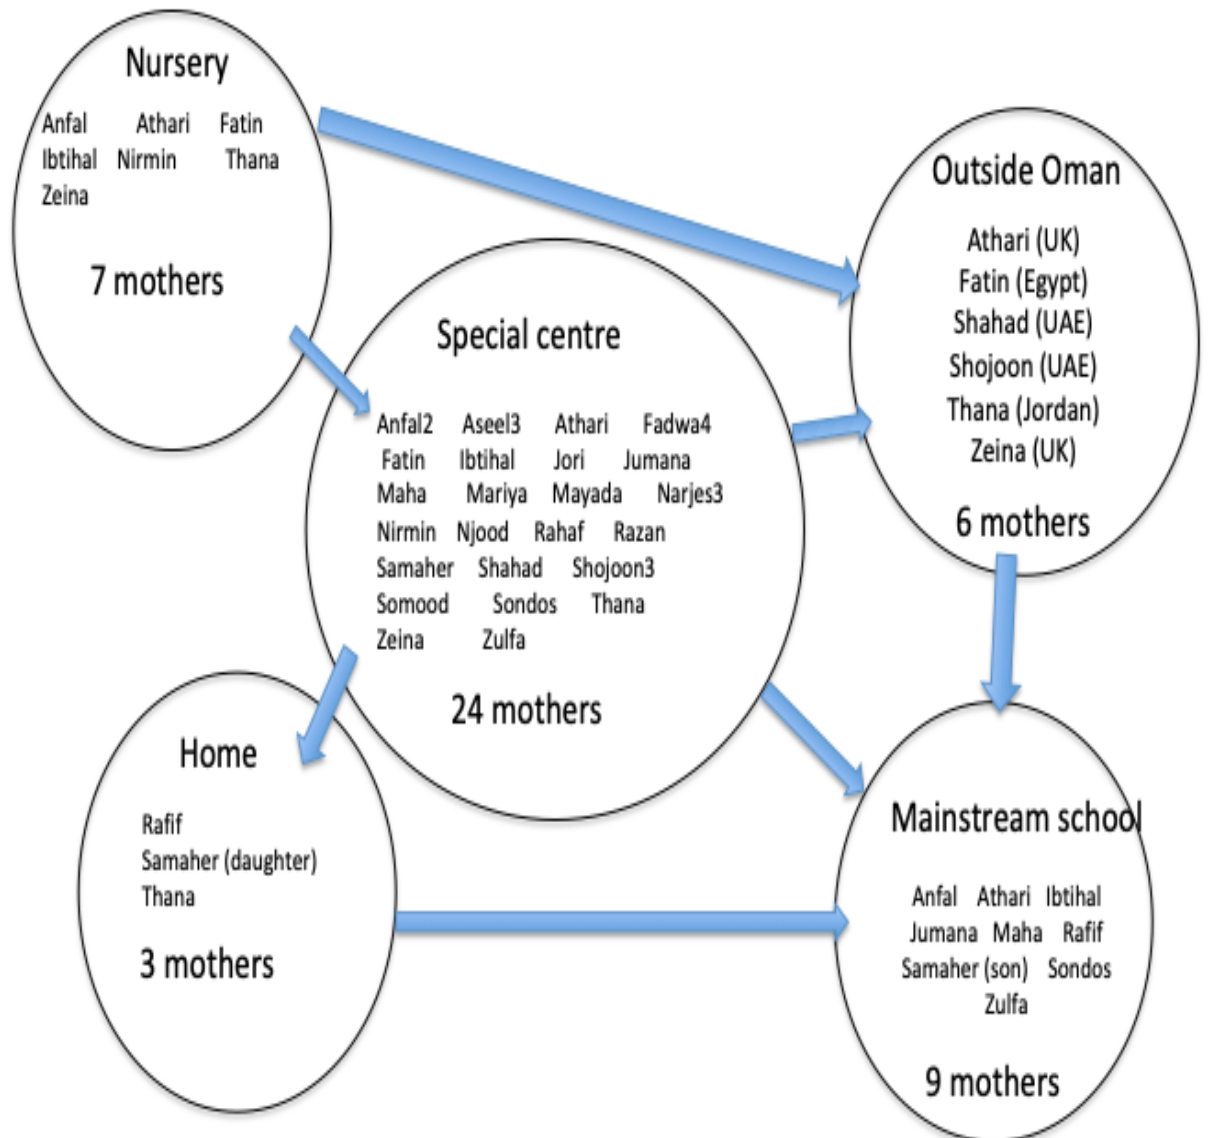 Nursery
Anfal Athari Fatin
Ibtihal Nirmin Thana
Zeina
7 mothers
Outside Oman
Athari (UK)
Fatin (Egypt)
Shahad (UAE)
Shojoon (UAE)
Thana (Jordan)
Zeina (UK)
6 mothers
Special centre
Anfal2 Aseel3 Athari Fadwa4
Fatin Ibtihal Jori Jumana
Maha Mariya Mayada Narjes3
Nirmin Njood Rahaf Razan
Samaher Shahad Shojoon3
Somood Sondos Thana
Zeina Zulfa
24 mothers
Home
Rafif
Samaher (daughter)
Thana
3 mothers
Mainstream school
Anfal Athari Ibtihal
Jumana Maha Rafif
Samaher (son) Sondos
Zulfa
9 mothers